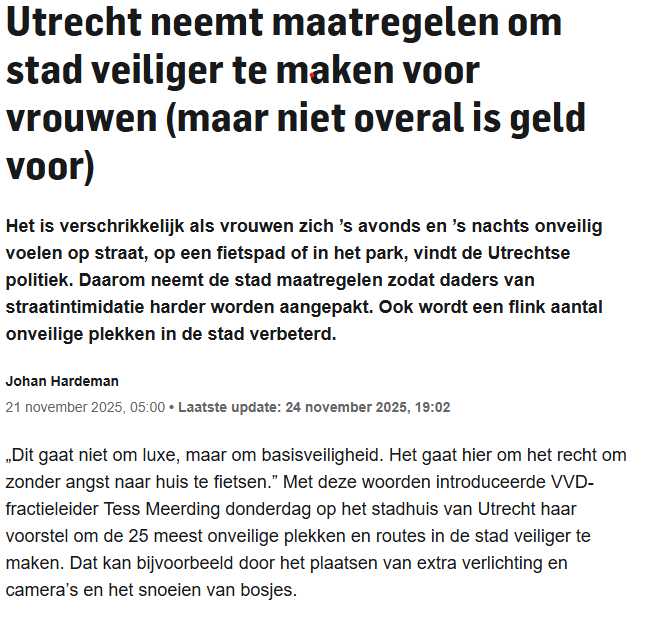 Utrecht neemt maatregelen om
stad veiliger te maken voor
vrouwen (maar niet overal is geld
voor)
Het is verschrikkelijk als vrouwen zich ’s avonds en ’s nachts onveilig
voelen op straat, op een fietspad of in het park, vindt de Utrechtse
politiek. Daarom neemt de stad maatregelen zodat daders van
straatintimidatie harder worden aangepakt. Ook wordt een flink aantal
onveilige plekken in de stad verbeterd.
Johan Hardeman
21 november 2025, 05:00 • Laatste update: 24 november 2025, 19:02
„Dit gaat niet om luxe, maar om basisveiligheid. Het gaat hier om het recht om
zonder angst naar huis te fietsen.” Met deze woorden introduceerde VVD-
fractieleider Tess Meerding donderdag op het stadhuis van Utrecht haar
voorstel om de 25 meest onveilige plekken en routes in de stad veiliger te
maken. Dat kan bijvoorbeeld door het plaatsen van extra verlichting en
camera’s en het snoeien van bosjes.